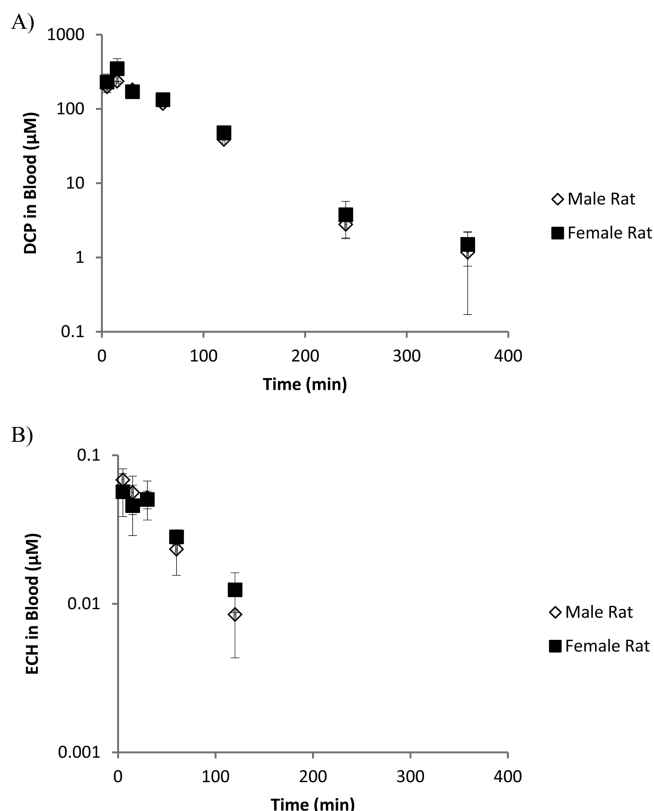 A)
1000
100
10
1
0.1
DCP in Blood (µM)
0 100 200 300 400
Time (min)
Male Rat
Female Rat
B)
0.1
0.01
0.001
ECH in Blood (µM)
0 100 200 300 400
Time (min)
Male Rat
Female Rat